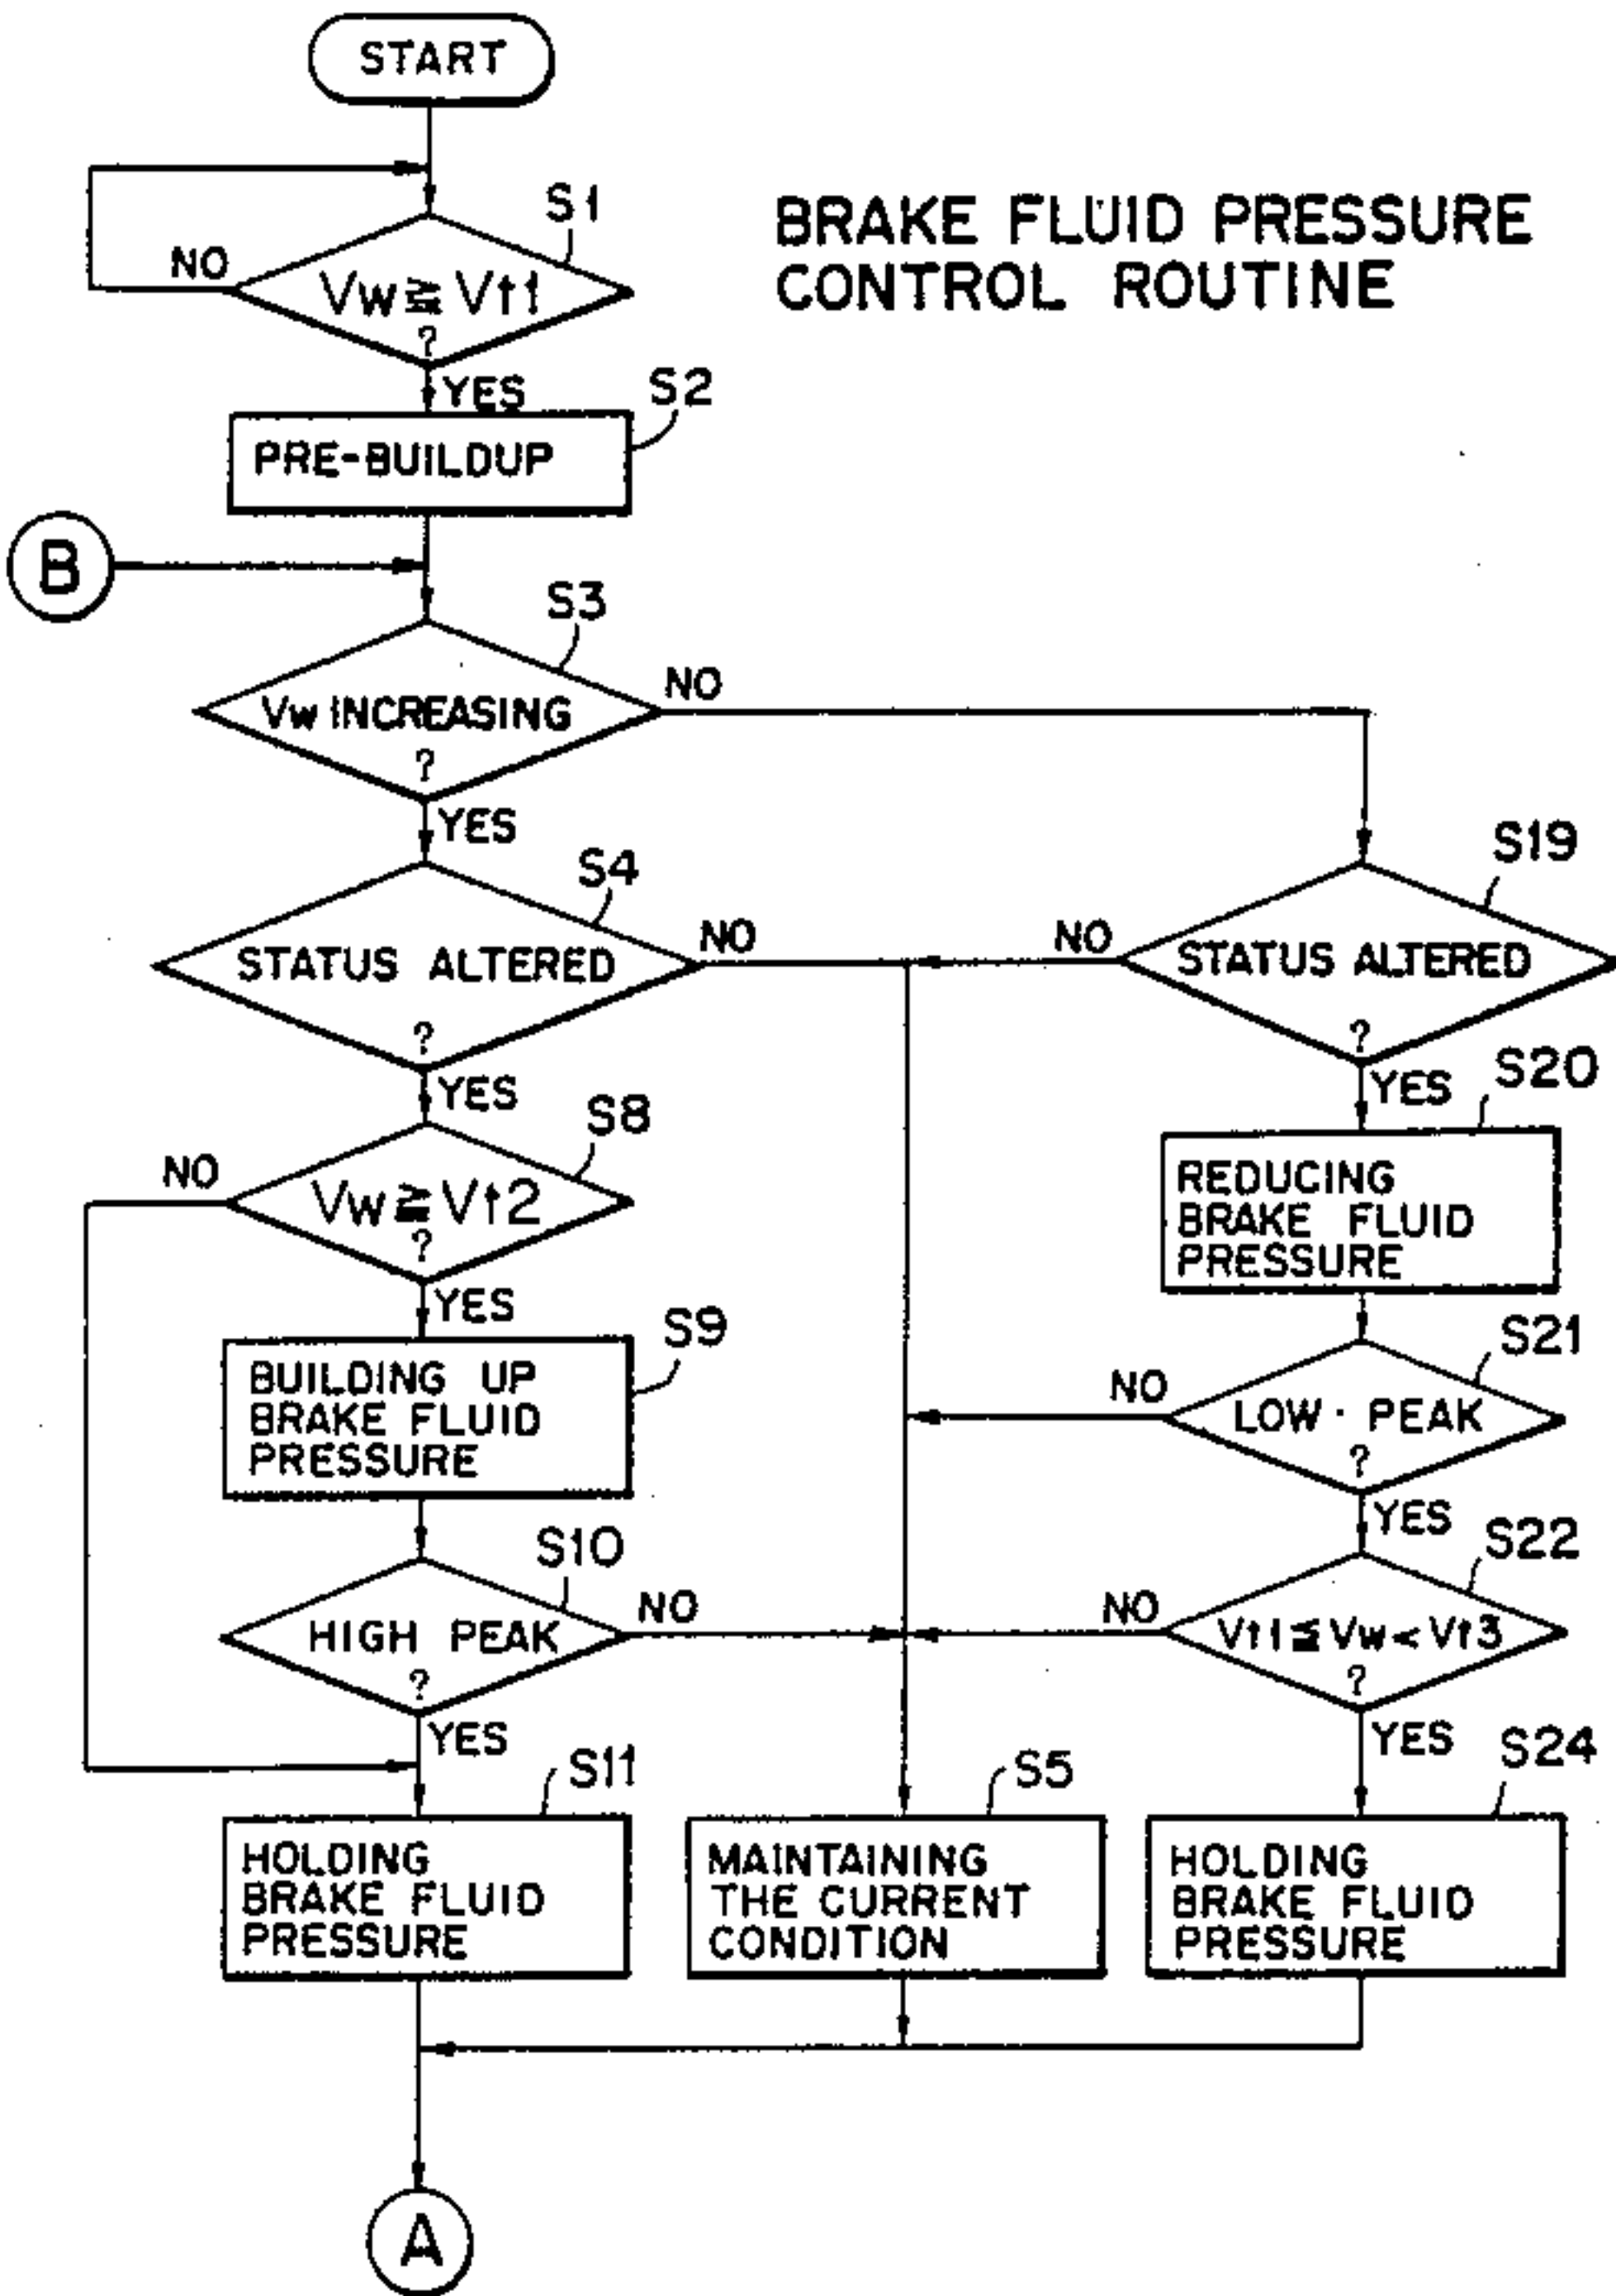 START
S1
BRAKE FLUID PRESSURE
CONTROL ROUTINE
NO
Vw ≧ Vt1
?
YES
S2
PRE-BUILDUP
B
S3
NO
Vw INCREASING
?
YES
S4
S19
NO
NO
STATUS ALTERED
STATUS ALTERED
?
?
YES
YES
S20
S8
NO
Vw ≧ Vt2
?
REDUCING
BRAKE FLUID
PRESSURE
YES
S9
S21
BUILDING UP
BRAKE FLUID
PRESSURE
NO
LOW · PEAK
?
YES
S10
S22
NO
NO
HIGH PEAK
Vt1 ≦ Vw < Vt3
?
?
YES
YES
S11
S5
S24
HOLDING
BRAKE FLUID
PRESSURE
MAINTAINING
THE CURRENT
CONDITION
HOLDING
BRAKE FLUID
PRESSURE
A